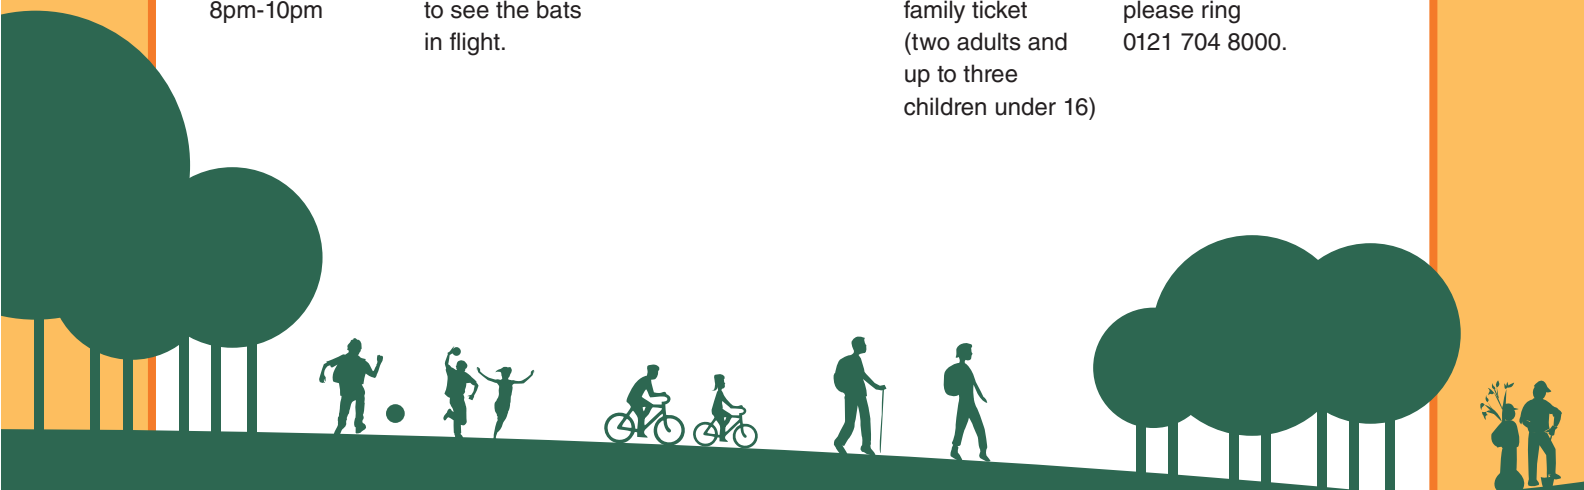 8pm-10pm
to see the bats
in flight.
family ticket
(two adults and
up to three
children under 16)
please ring
0121 704 8000.